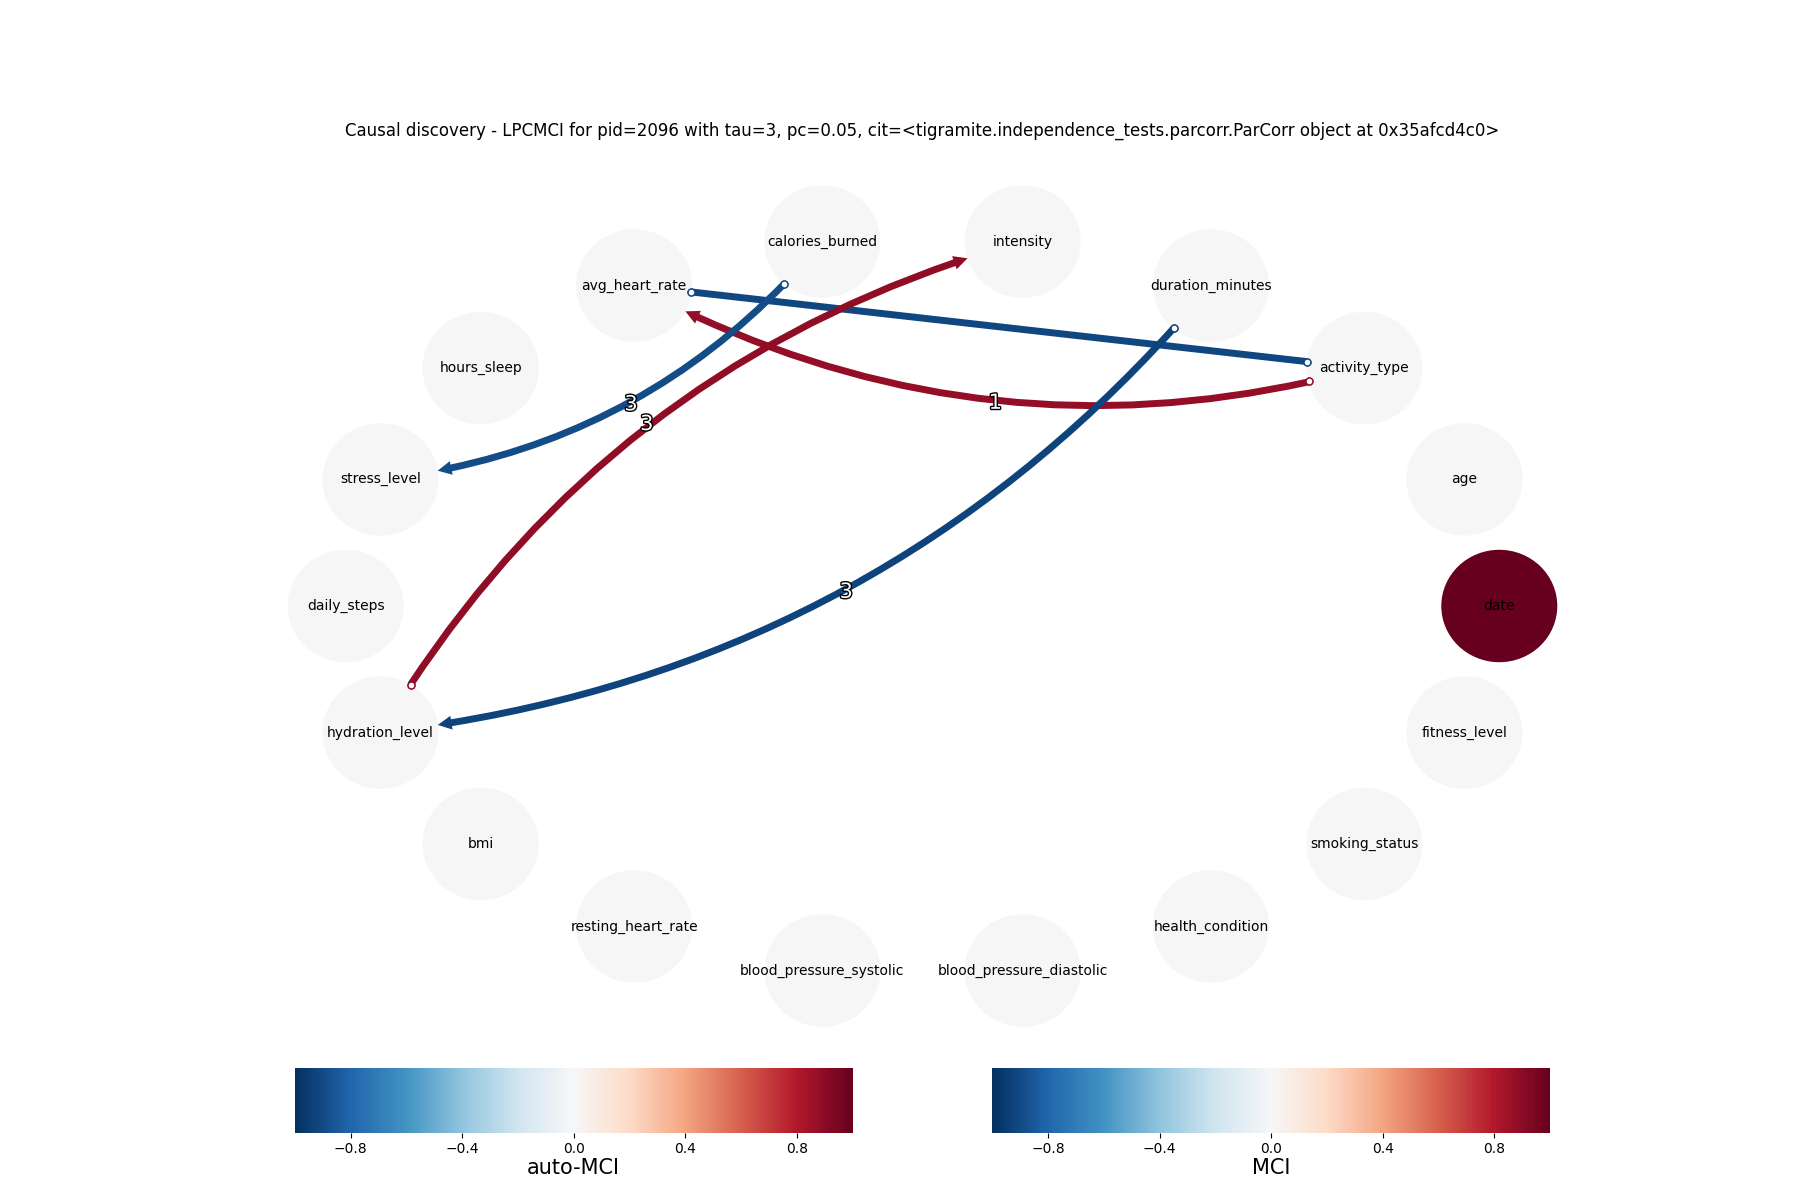 Causal discovery - LPCMCI for pid=2096 with tau=3, pc=0.05, cit=<tigramite.independence_tests.parcorr.ParCorr object at 0x35afcd4c0>
calories_burned
intensity
avg_heart_rate
duration_minutes
hours_sleep
activity_type
3
1
3
stress_level
age
3
daily_steps
date
hydration_level
fitness_level
bmi
smoking_status
resting_heart_rate
health_condition
blood_pressure_systolic
blood_pressure_diastolic
−0.8 −0.4 0.0 0.4 0.8
auto-MCI
−0.8 −0.4 0.0 0.4 0.8
MCI